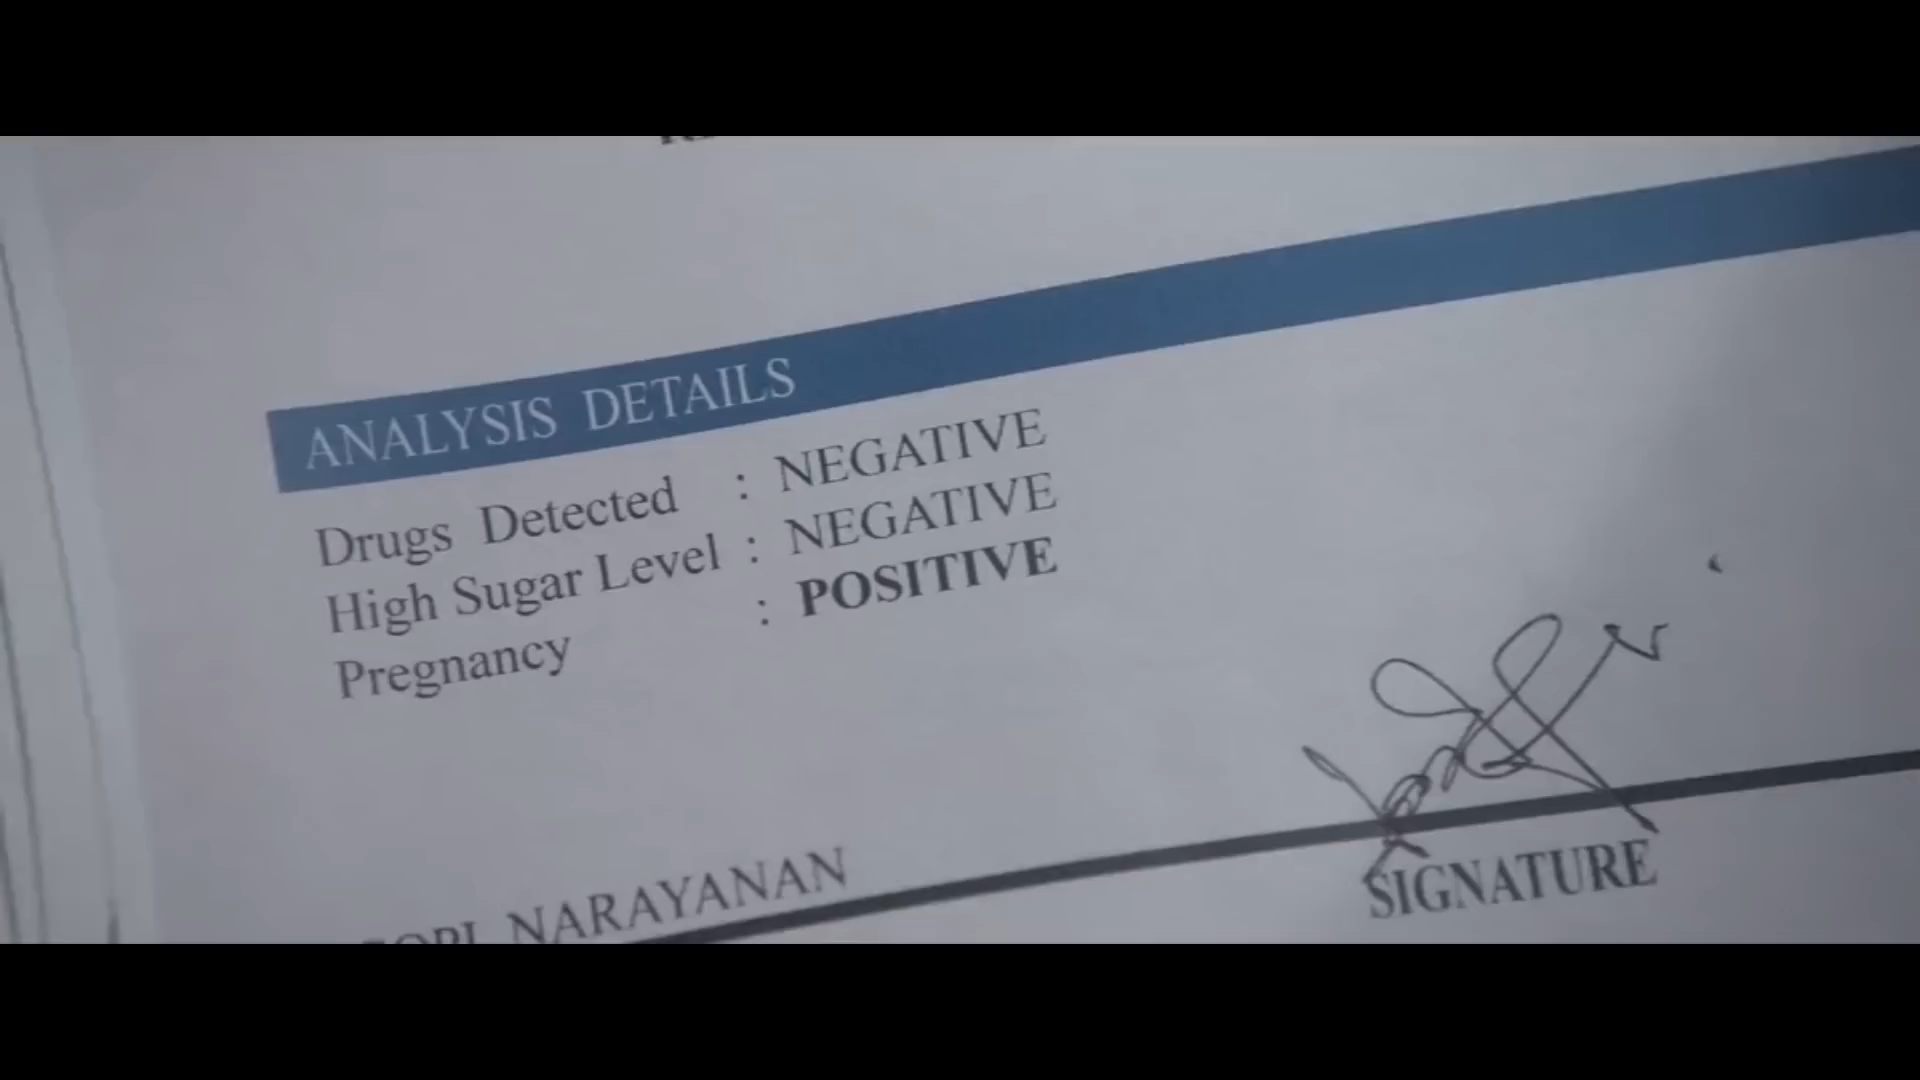 ANALYSIS DETAILS
Drugs Detected : NEGATIVE
High Sugar Level : NEGATIVE
Pregnancy : POSITIVE
NARAYANAN
SIGNATURE